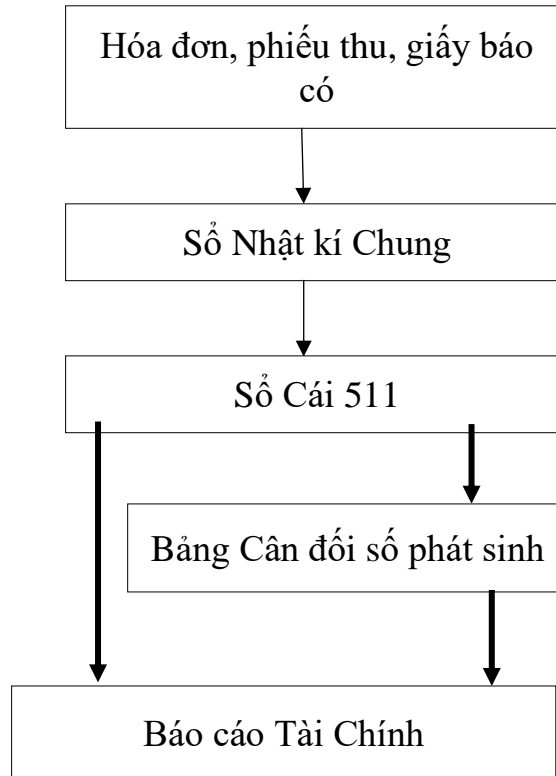 Hóa đơn, phiếu thu, giấy báo
có
Sổ Nhật kí Chung
Sổ Cái 511
Bảng Cân đối số phát sinh
Báo cáo Tài Chính